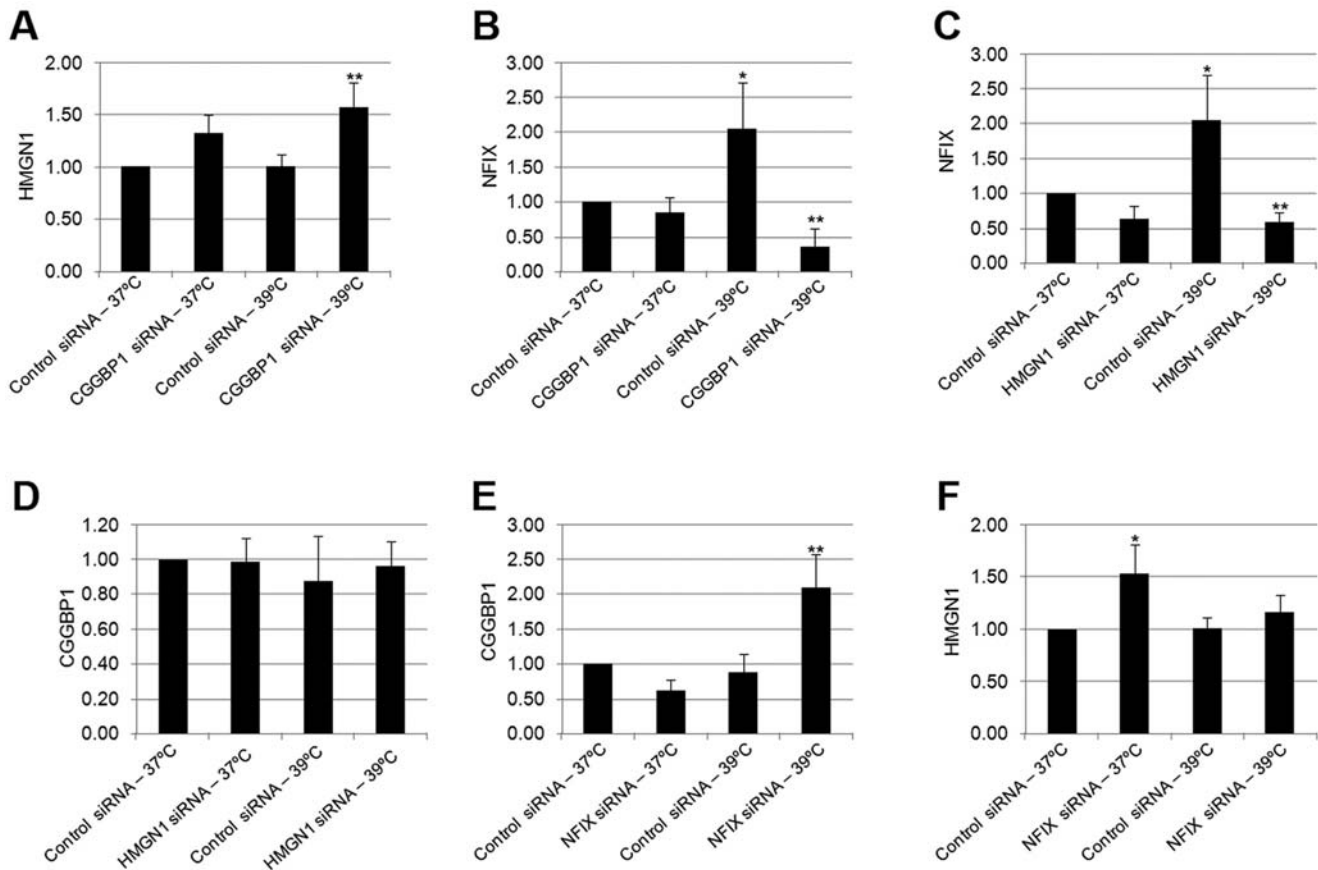 A
HMGN1
2.00
1.50
1.00
0.50
0.00
**
Control siRNA – 37ºC
CGGBP1 siRNA – 37ºC
Control siRNA – 39ºC
CGGBP1 siRNA – 39ºC
B
NFIX
3.00
2.50
2.00
1.50
1.00
0.50
0.00
*
**
Control siRNA – 37ºC
CGGBP1 siRNA – 37ºC
Control siRNA – 39ºC
CGGBP1 siRNA – 39ºC
C
NFIX
3.00
2.50
2.00
1.50
1.00
0.50
0.00
*
**
Control siRNA – 37ºC
HMGN1 siRNA – 37ºC
Control siRNA – 39ºC
HMGN1 siRNA – 39ºC
D
CGGBP1
1.20
1.00
0.80
0.60
0.40
0.20
0.00
Control siRNA – 37ºC
HMGN1 siRNA – 37ºC
Control siRNA – 39ºC
HMGN1 siRNA – 39ºC
E
CGGBP1
3.00
2.50
2.00
1.50
1.00
0.50
0.00
**
Control siRNA – 37ºC
NFIX siRNA – 37ºC
Control siRNA – 39ºC
NFIX siRNA – 39ºC
F
HMGN1
2.00
1.50
1.00
0.50
0.00
*
Control siRNA – 37ºC
NFIX siRNA – 37ºC
Control siRNA – 39ºC
NFIX siRNA – 39ºC